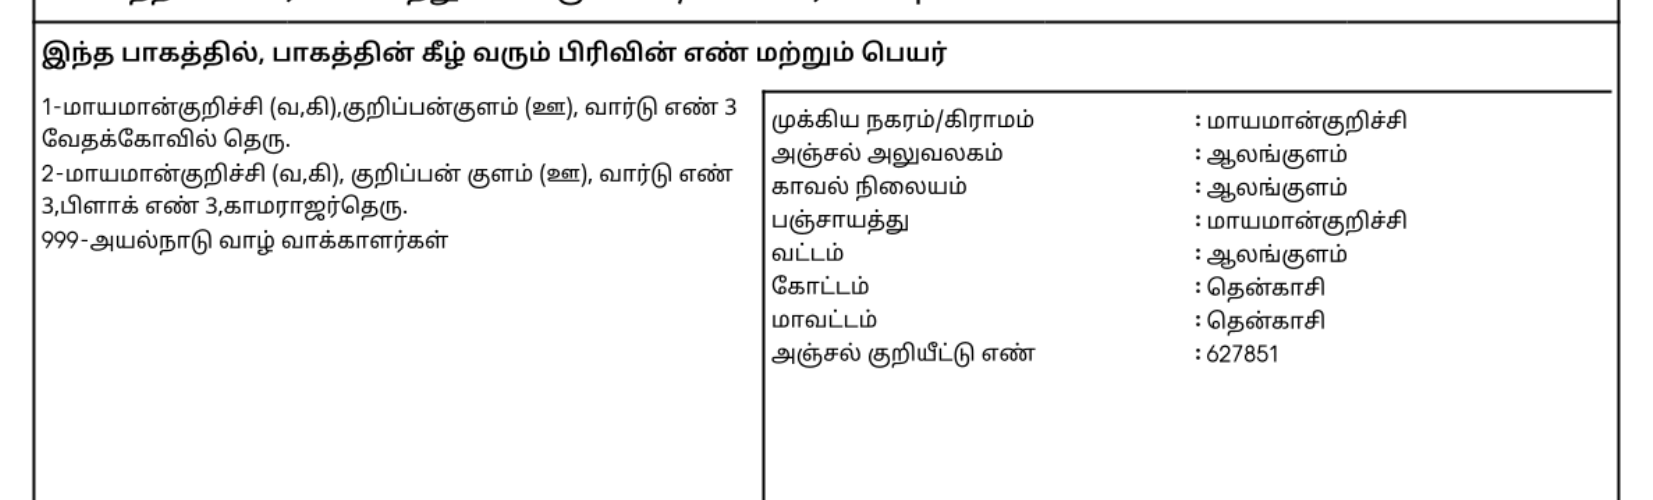 இந்த பாகத்தில், பாகத்தின் கீழ் வரும் பிரிவின் எண் மற்றும் பெயர்
1-மாயமான்குறிச்சி (வ,கி),குறிப்பன்குளம் (ஊ), வார்டு எண் 3
வேதக்கோவில் தெரு.
2-மாயமான்குறிச்சி (வ,கி), குறிப்பன் குளம் (ஊ), வார்டு எண்
3,பிளாக் எண் 3,காமராஜர்தெரு.
999-அயல்நாடு வாழ் வாக்காளர்கள்
முக்கிய நகரம்/கிராமம் : மாயமான்குறிச்சி
அஞ்சல் அலுவலகம் : ஆலங்குளம்
காவல் நிலையம் : ஆலங்குளம்
பஞ்சாயத்து : மாயமான்குறிச்சி
வட்டம் : ஆலங்குளம்
கோட்டம் : தென்காசி
மாவட்டம் : தென்காசி
அஞ்சல் குறியீட்டு எண் : 627851